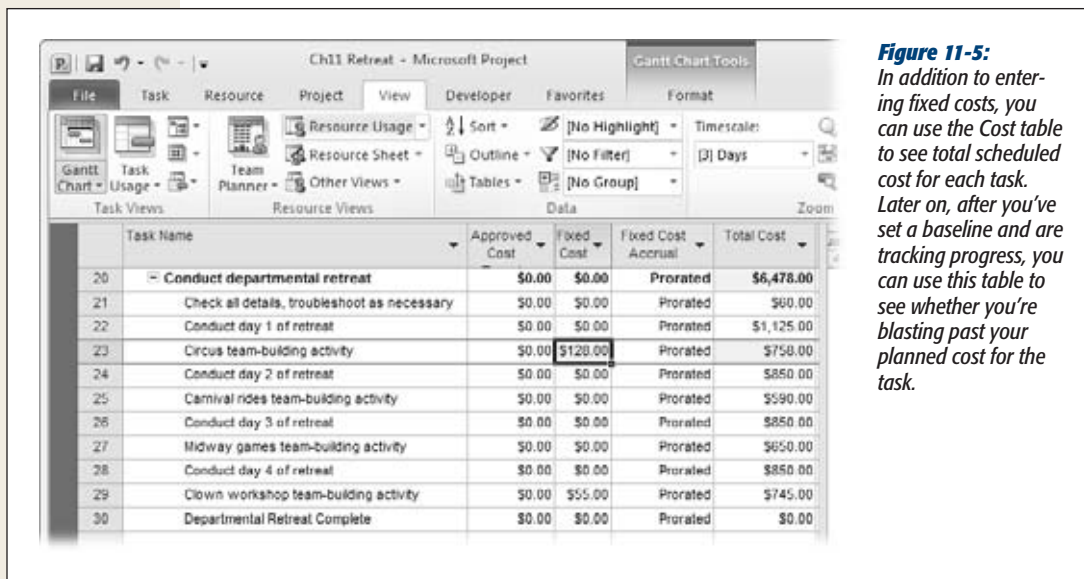 Ch11 Retreat - Microsoft Project
Gantt Chart Tools
File Task Resource Project View Developer Favorites Format
Gantt Chart
Task Usage
Team Planner
Resource Usage
Resource Sheet
Other Views
Sort
Outline
Tables
[No Highlight]
[No Filter]
[No Group]
Timescale:
[3] Days
Task Views Resource Views Data Zoom
Task Name Approved Cost Fixed Cost Fixed Cost Accrual Total Cost
20 Conduct departmental retreat $0.00 $0.00 Prorated $6,478.00
21 Check all details, troubleshoot as necessary $0.00 $0.00 Prorated $60.00
22 Conduct day 1 of retreat $0.00 $0.00 Prorated $1,125.00
23 Circus team-building activity $0.00 $128.00 Prorated $758.00
24 Conduct day 2 of retreat $0.00 $0.00 Prorated $850.00
25 Carnival rides team-building activity $0.00 $0.00 Prorated $590.00
26 Conduct day 3 of retreat $0.00 $0.00 Prorated $850.00
27 Midway games team-building activity $0.00 $0.00 Prorated $650.00
28 Conduct day 4 of retreat $0.00 $0.00 Prorated $850.00
29 Clown workshop team-building activity $0.00 $55.00 Prorated $745.00
30 Departmental Retreat Complete $0.00 $0.00 Prorated $0.00
Figure 11-5:
In addition to enter-
ing fixed costs, you
can use the Cost table
to see total scheduled
cost for each task.
Later on, after you've
set a baseline and are
tracking progress, you
can use this table to
see whether you're
blasting past your
planned cost for the
task.